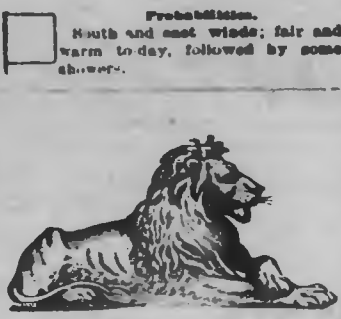 Probabilities.
South and east winds; fair and
warm to-day, followed by some
showers.